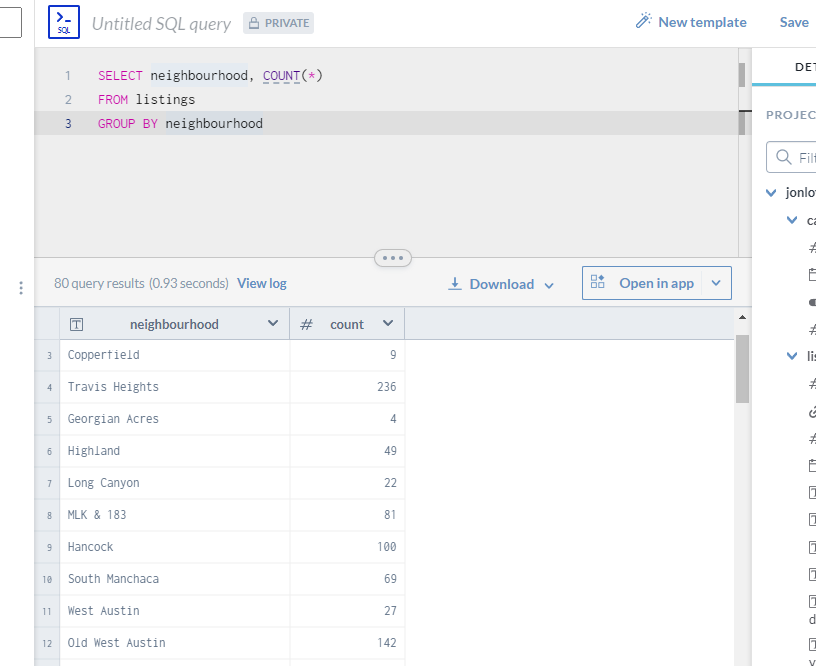 SQL
Untitled SQL query
PRIVATE
New template
Save
1 SELECT neighbourhood, COUNT(*)
2 FROM listings
3 GROUP BY neighbourhood
DET
PROJEC
Filt
jonlo
ca
#
#
lis
#
#
d
y
80 query results (0.93 seconds) View log
Download
Open in app
T neighbourhood # count
3 Copperfield 9
4 Travis Heights 236
5 Georgian Acres 4
6 Highland 49
7 Long Canyon 22
8 MLK & 183 81
9 Hancock 100
10 South Manchaca 69
11 West Austin 27
12 Old West Austin 142